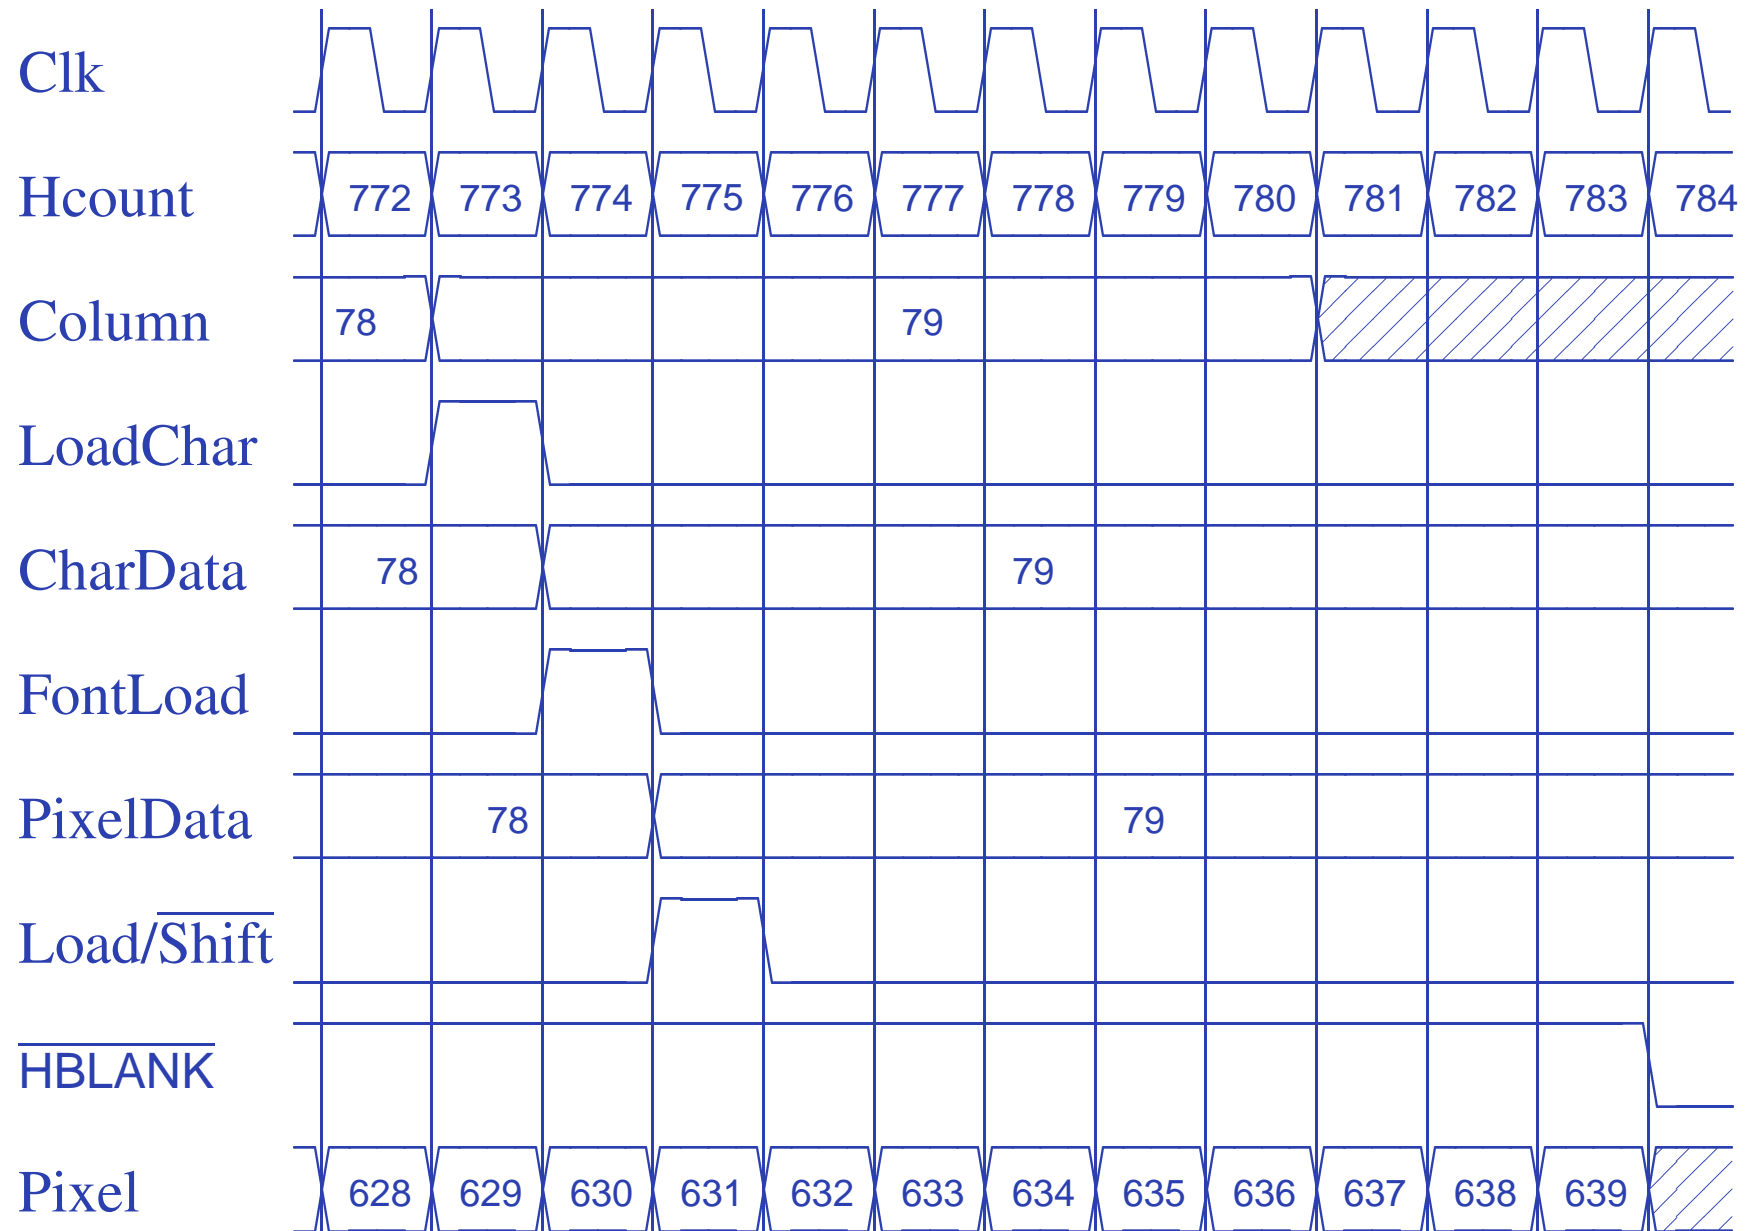 Clk
Hcount 772 773 774 775 776 777 778 779 780 781 782 783 784
Column 78 79
LoadChar
CharData 78 79
FontLoad
PixelData 78 79
Load/Shift
HBLANK
Pixel 628 629 630 631 632 633 634 635 636 637 638 639